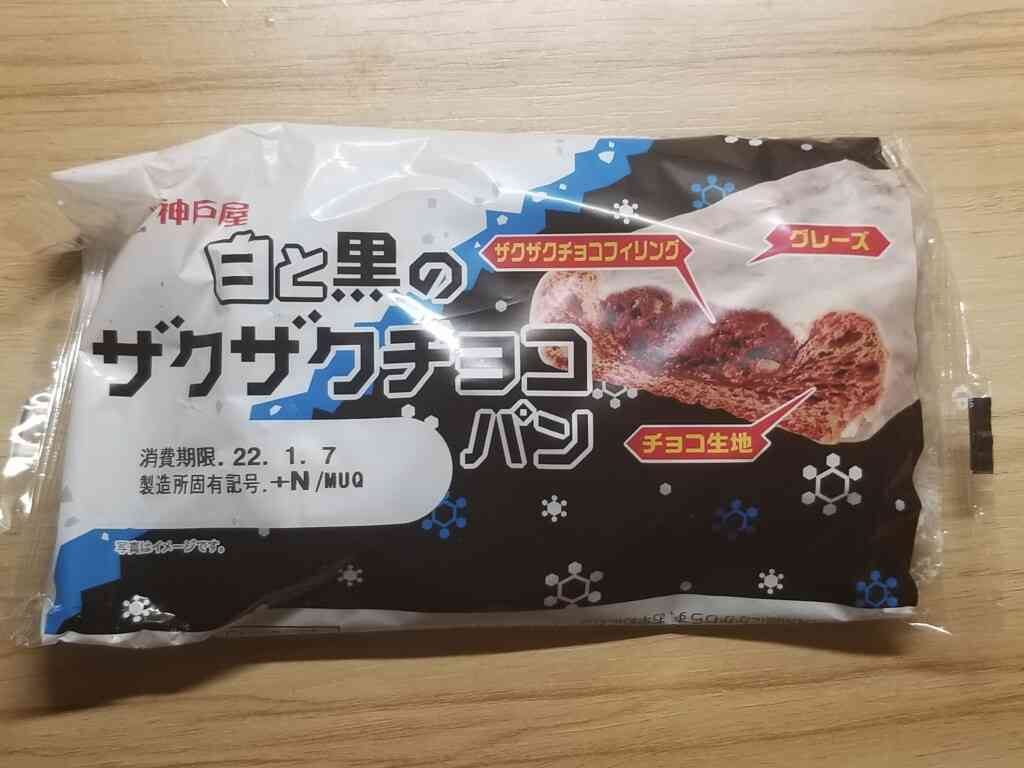 神戸屋
白と黒の
ザクザクチョコ
パン
ザクザクチョコフィリング
グレーズ
チョコ生地
消費期限.22.1.7
製造所固有記号.+N/MUQ
写真はイメージです。